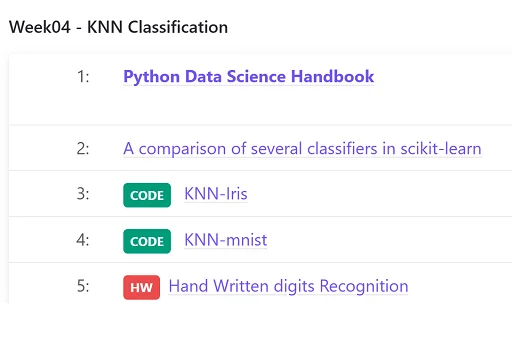 Week04 - KNN Classification
1: Python Data Science Handbook
2: A comparison of several classifiers in scikit-learn
3: CODE KNN-Iris
4: CODE KNN-mnist
5: HW Hand Written digits Recognition